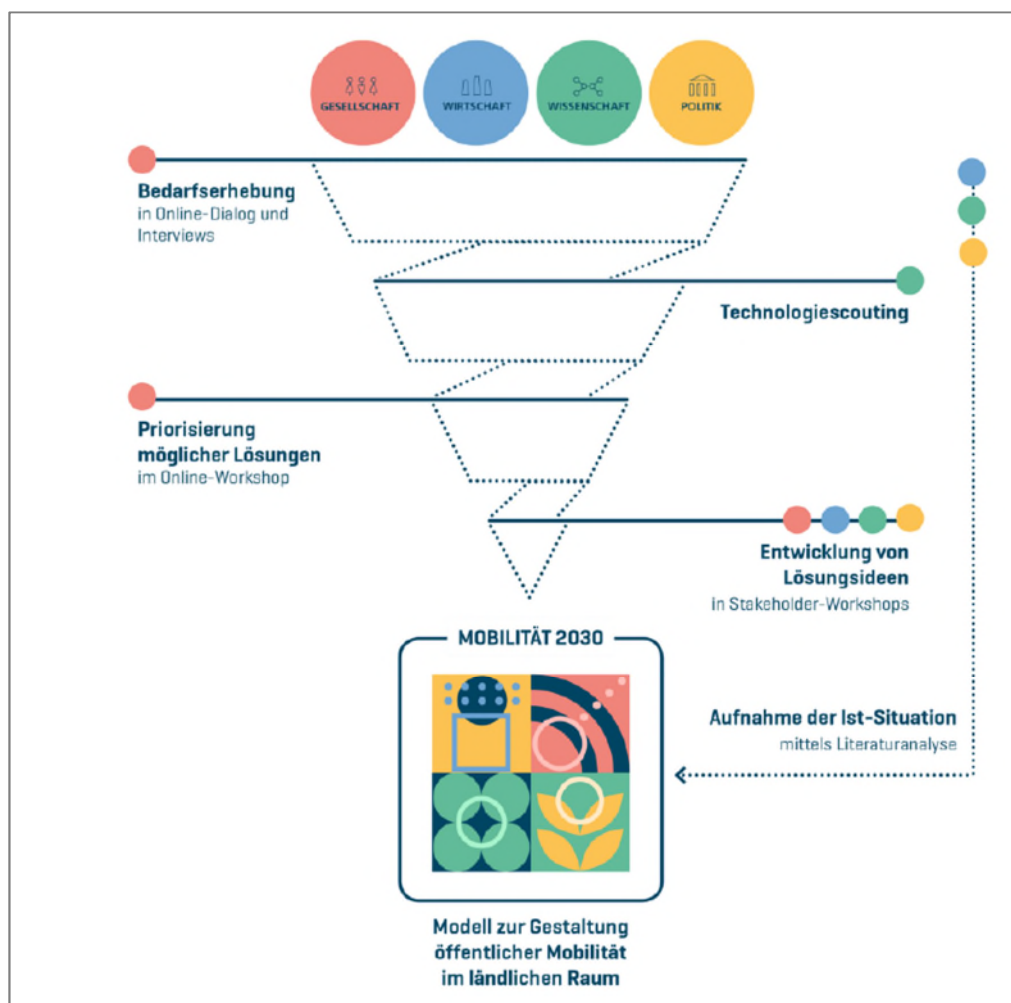 GESELLSCHAFT
WIRTSCHAFT
WISSENSCHAFT
POLITIK
Bedarfserhebung
in Online-Dialog und
Interviews
Technologiescouting
Priorisierung
möglicher Lösungen
im Online-Workshop
Entwicklung von
Lösungsideen
in Stakeholder-Workshops
MOBILITÄT 2030
Aufnahme der Ist-Situation
mittels Literaturanalyse
Modell zur Gestaltung
öffentlicher Mobilität
im ländlichen Raum